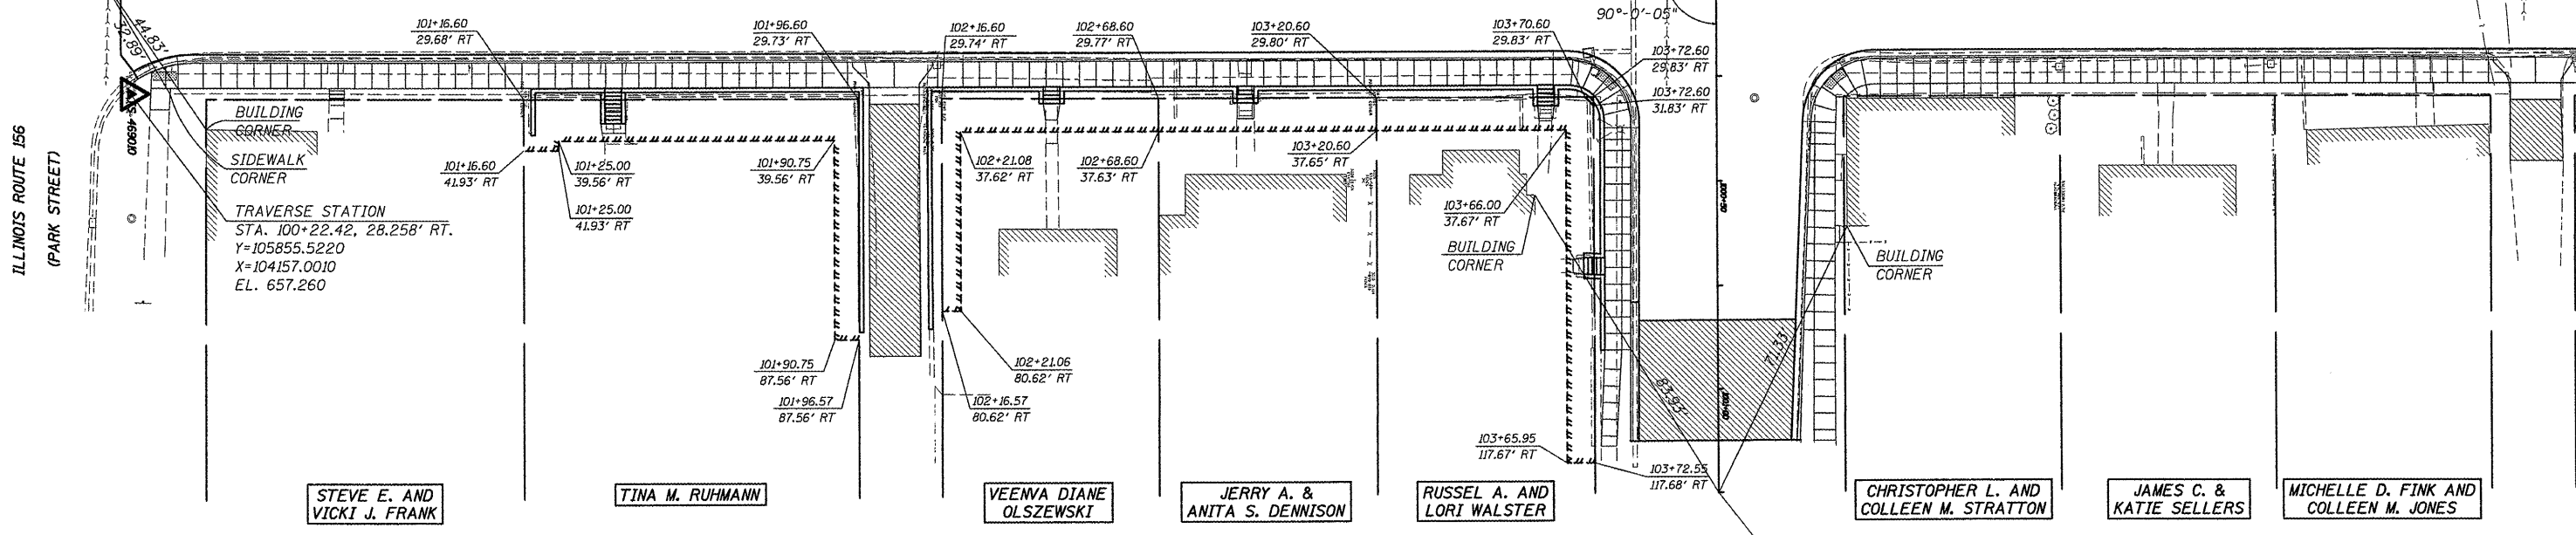 ILLINOIS ROUTE 156
(PARK STREET)
44.83'
32.89'
469010
101+16.60
29.68' RT
101+96.60
29.73' RT
102+16.60
29.74' RT
102+68.60
29.77' RT
103+20.60
29.80' RT
103+70.60
29.83' RT
90°-0'-05"
103+72.60
29.83' RT
103+72.60
31.83' RT
BUILDING
CORNER
SIDEWALK
CORNER
TRAVERSE STATION
STA. 100+22.42, 28.258' RT.
Y=105855.5220
X=104157.0010
EL. 657.260
101+16.60
41.93' RT
101+25.00
39.56' RT
101+25.00
41.93' RT
101+90.75
39.56' RT
101+90.75
87.56' RT
101+96.57
87.56' RT
102+21.08
37.62' RT
102+68.60
37.63' RT
102+21.06
80.62' RT
102+16.57
80.62' RT
103+20.60
37.65' RT
103+66.00
37.67' RT
BUILDING
CORNER
103+65.95
117.67' RT
103+72.55
117.68' RT
83.93'
71.33'
BUILDING
CORNER
STEVE E. AND
VICKI J. FRANK
TINA M. RUHMANN
VEENVA DIANE
OLSZEWSKI
JERRY A. &
ANITA S. DENNISON
RUSSEL A. AND
LORI WALSTER
CHRISTOPHER L. AND
COLLEEN M. STRATTON
JAMES C. &
KATIE SELLERS
MICHELLE D. FINK AND
COLLEEN M. JONES